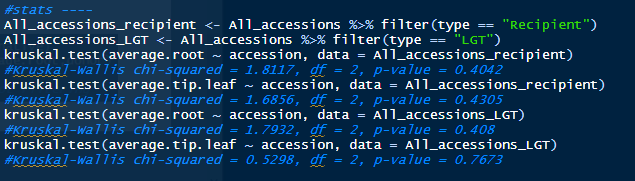 #stats ----
All_accessions_recipient <- All_accessions %>% filter(type == "Recipient")
All_accessions_LGT <- All_accessions %>% filter(type == "LGT")
kruskal.test(average.root ~ accession, data = All_accessions_recipient)
#Kruskal-Wallis chi-squared = 1.8117, df = 2, p-value = 0.4042
kruskal.test(average.tip.leaf ~ accession, data = All_accessions_recipient)
#Kruskal-Wallis chi-squared = 1.6856, df = 2, p-value = 0.4305
kruskal.test(average.root ~ accession, data = All_accessions_LGT)
#Kruskal-Wallis chi-squared = 1.7932, df = 2, p-value = 0.408
kruskal.test(average.tip.leaf ~ accession, data = All_accessions_LGT)
#Kruskal-Wallis chi-squared = 0.5298, df = 2, p-value = 0.7673